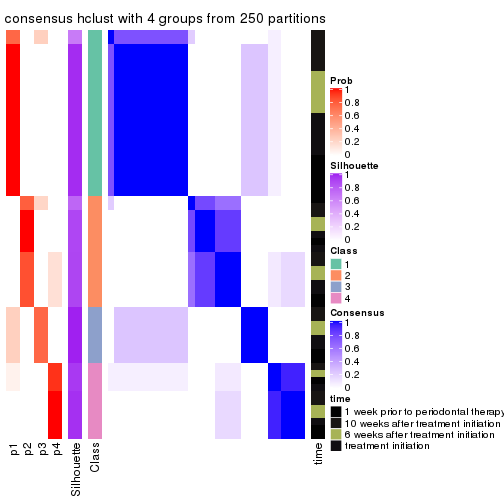 consensus hclust with 4 groups from 250 partitions
Prob
1
0.8
0.6
0.4
0.2
0
Silhouette
1
0.8
0.6
0.4
0.2
0
Class
1
2
3
4
Consensus
1
0.8
0.6
0.4
0.2
0
time
1 week prior to periodontal therapy
10 weeks after treatment initiation
6 weeks after treatment initiation
treatment initiation
p1
p2
p3
p4
Silhouette
Class
time